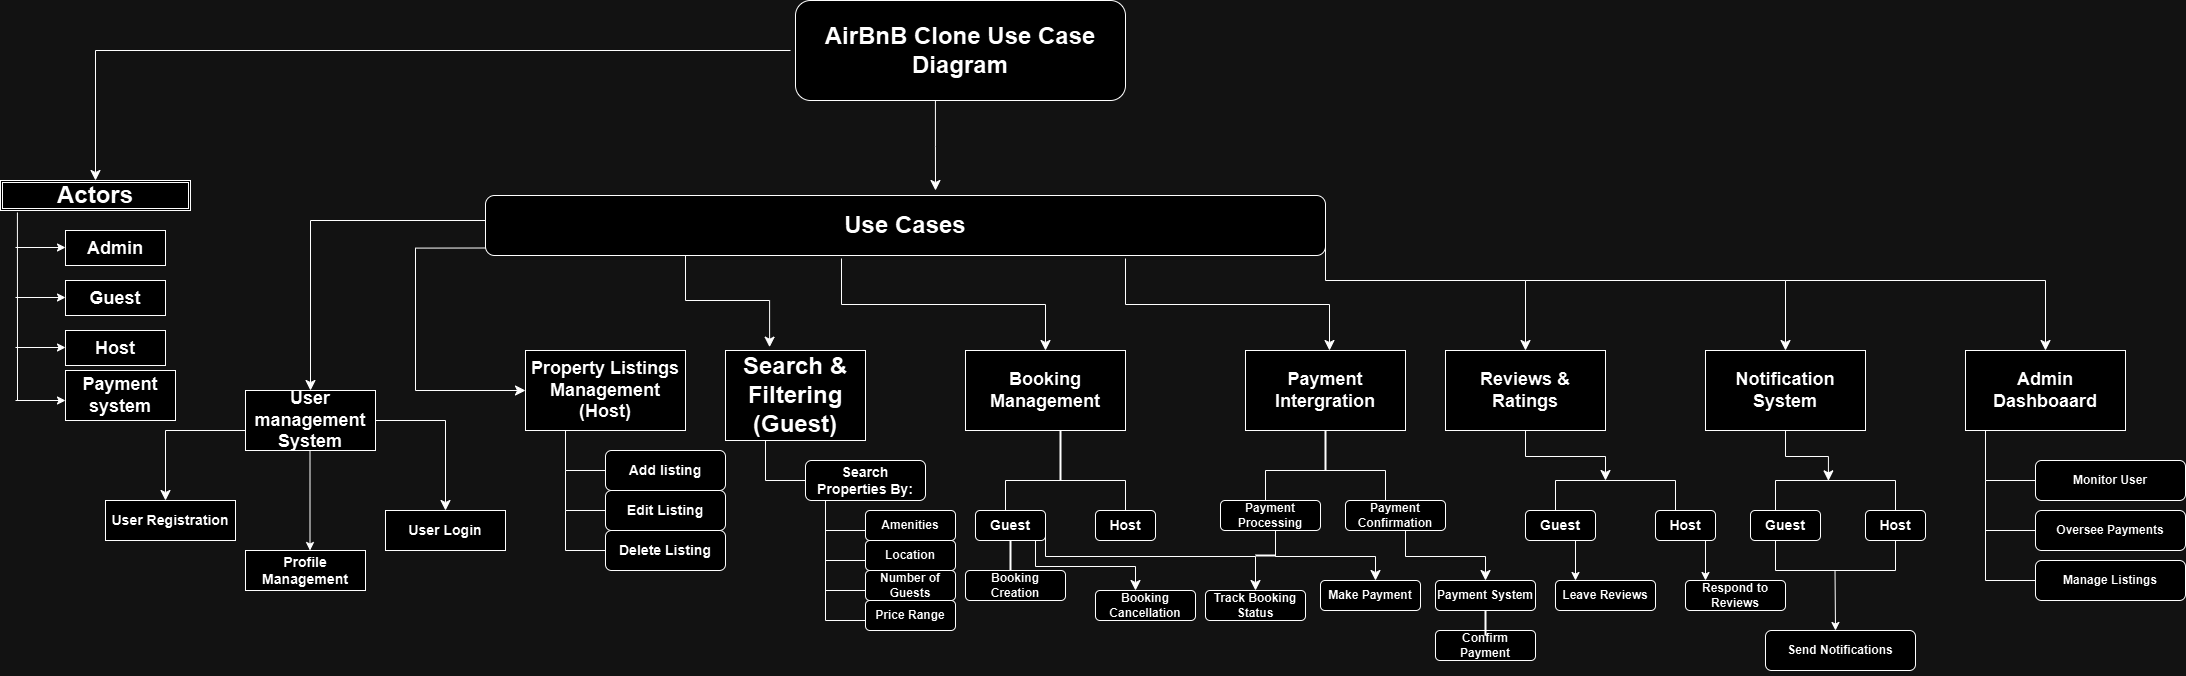 AirBnB Clone Use Case
Diagram
Actors
Admin
Guest
Host
Payment
system
Use Cases
User
management
System
User Registration
Profile
Management
User Login
Property Listings
Management
(Host)
Add listing
Edit Listing
Delete Listing
Search &
Filtering
(Guest)
Search
Properties By:
Amenities
Location
Number of
Guests
Price Range
Booking
Management
Guest
Host
Booking
Creation
Booking
Cancellation
Payment
Intergration
Payment
Processing
Payment
Confirmation
Track Booking
Status
Make Payment
Payment System
Confirm
Payment
Reviews &
Ratings
Guest
Host
Leave Reviews
Respond to
Reviews
Notification
System
Guest
Host
Send Notifications
Admin
Dashboaard
Monitor User
Oversee Payments
Manage Listings